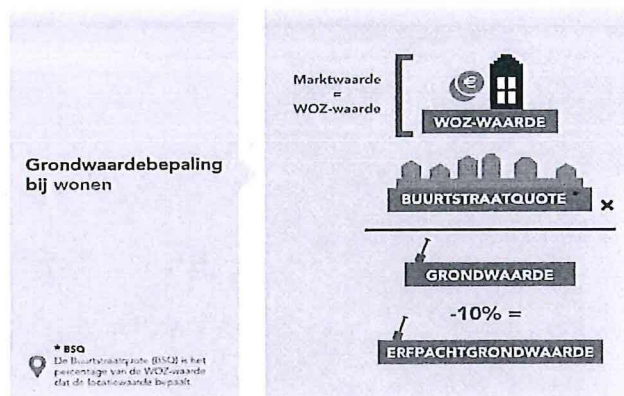 Grondwaardebepaling
bij wonen
* BSQ
De Buurtstraatquote (BSQ) is het
percentage van de WOZ-waarde
dat de locatiewaarde bepaalt.
Marktwaarde
=
WOZ-waarde
€
WOZ-WAARDE
BUURTSTRAATQUOTE *
×
GRONDWAARDE
-10% =
ERFPACHTGRONDWAARDE